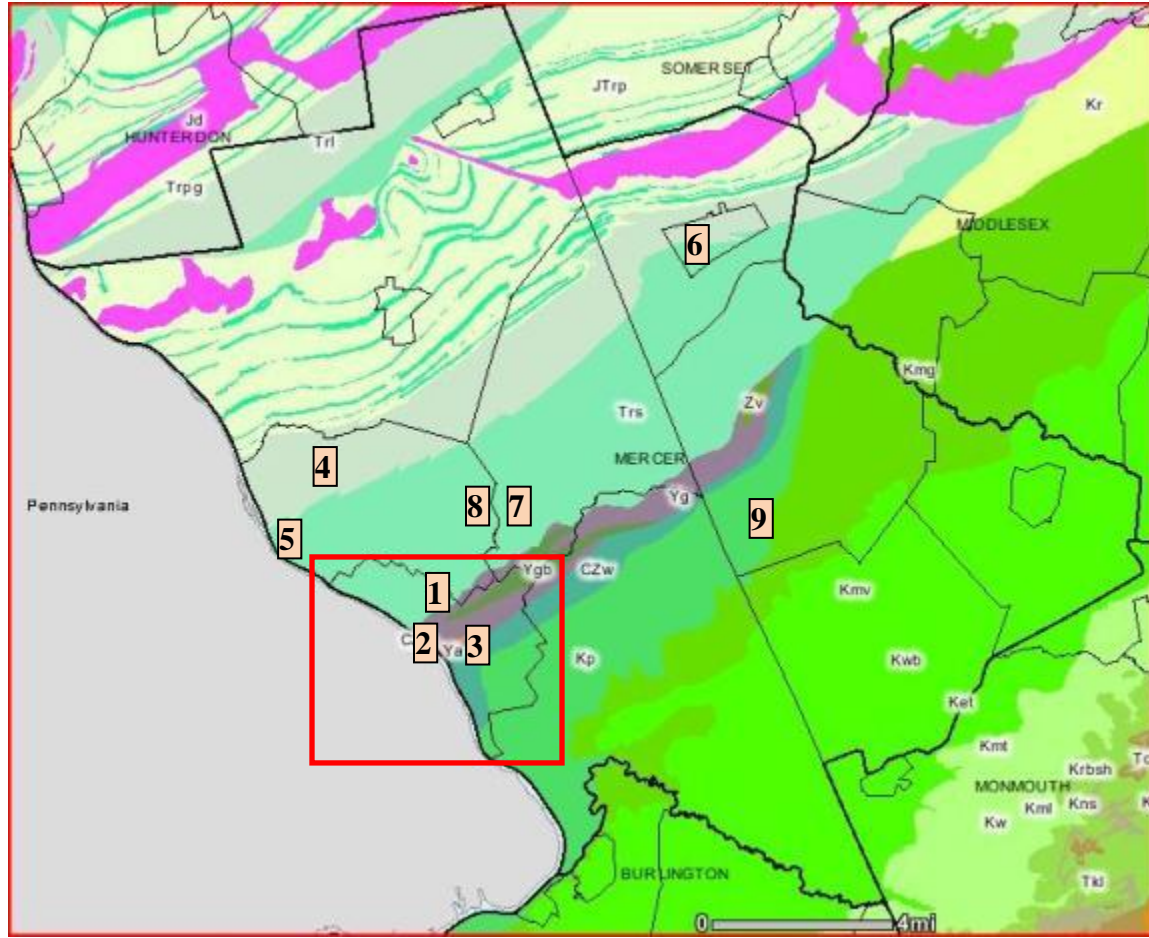 SOMERSET
JTrp
Kr
Jd
HUNTERDON
Trl
Trpg
MIDDLESEX
6
Kmg
Trs
Zv
4
MERCER
Yg
Pennsylvania
8
7
9
5
Ygb
CZw
1
Kmv
2
Ya
3
Kp
Kwb
Ket
Kmt
Krbsh
MONMOUTH
Kml
Kns
Kw
BURLINGTON
Tkl
0
4mi